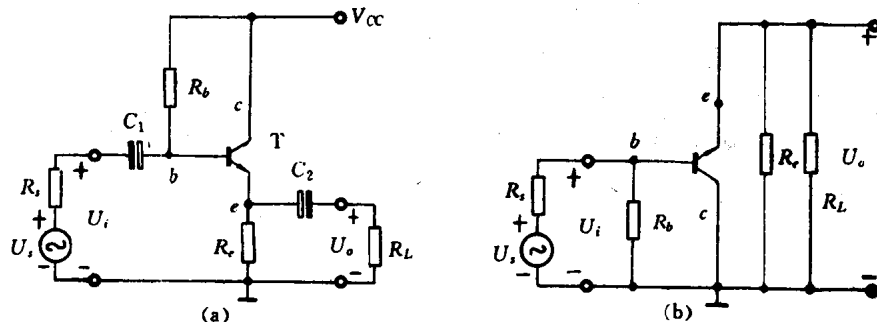 V_CC
R_b
c
C_1
T
b
C_2
R_s
+
+
U_i
e
+
U_s
R_e
U_o
R_L
−
−
−
(a)
+
e
b
R_e
U_o
R_s
+
+
U_i
R_b
c
R_L
U_s
−
−
−
(b)